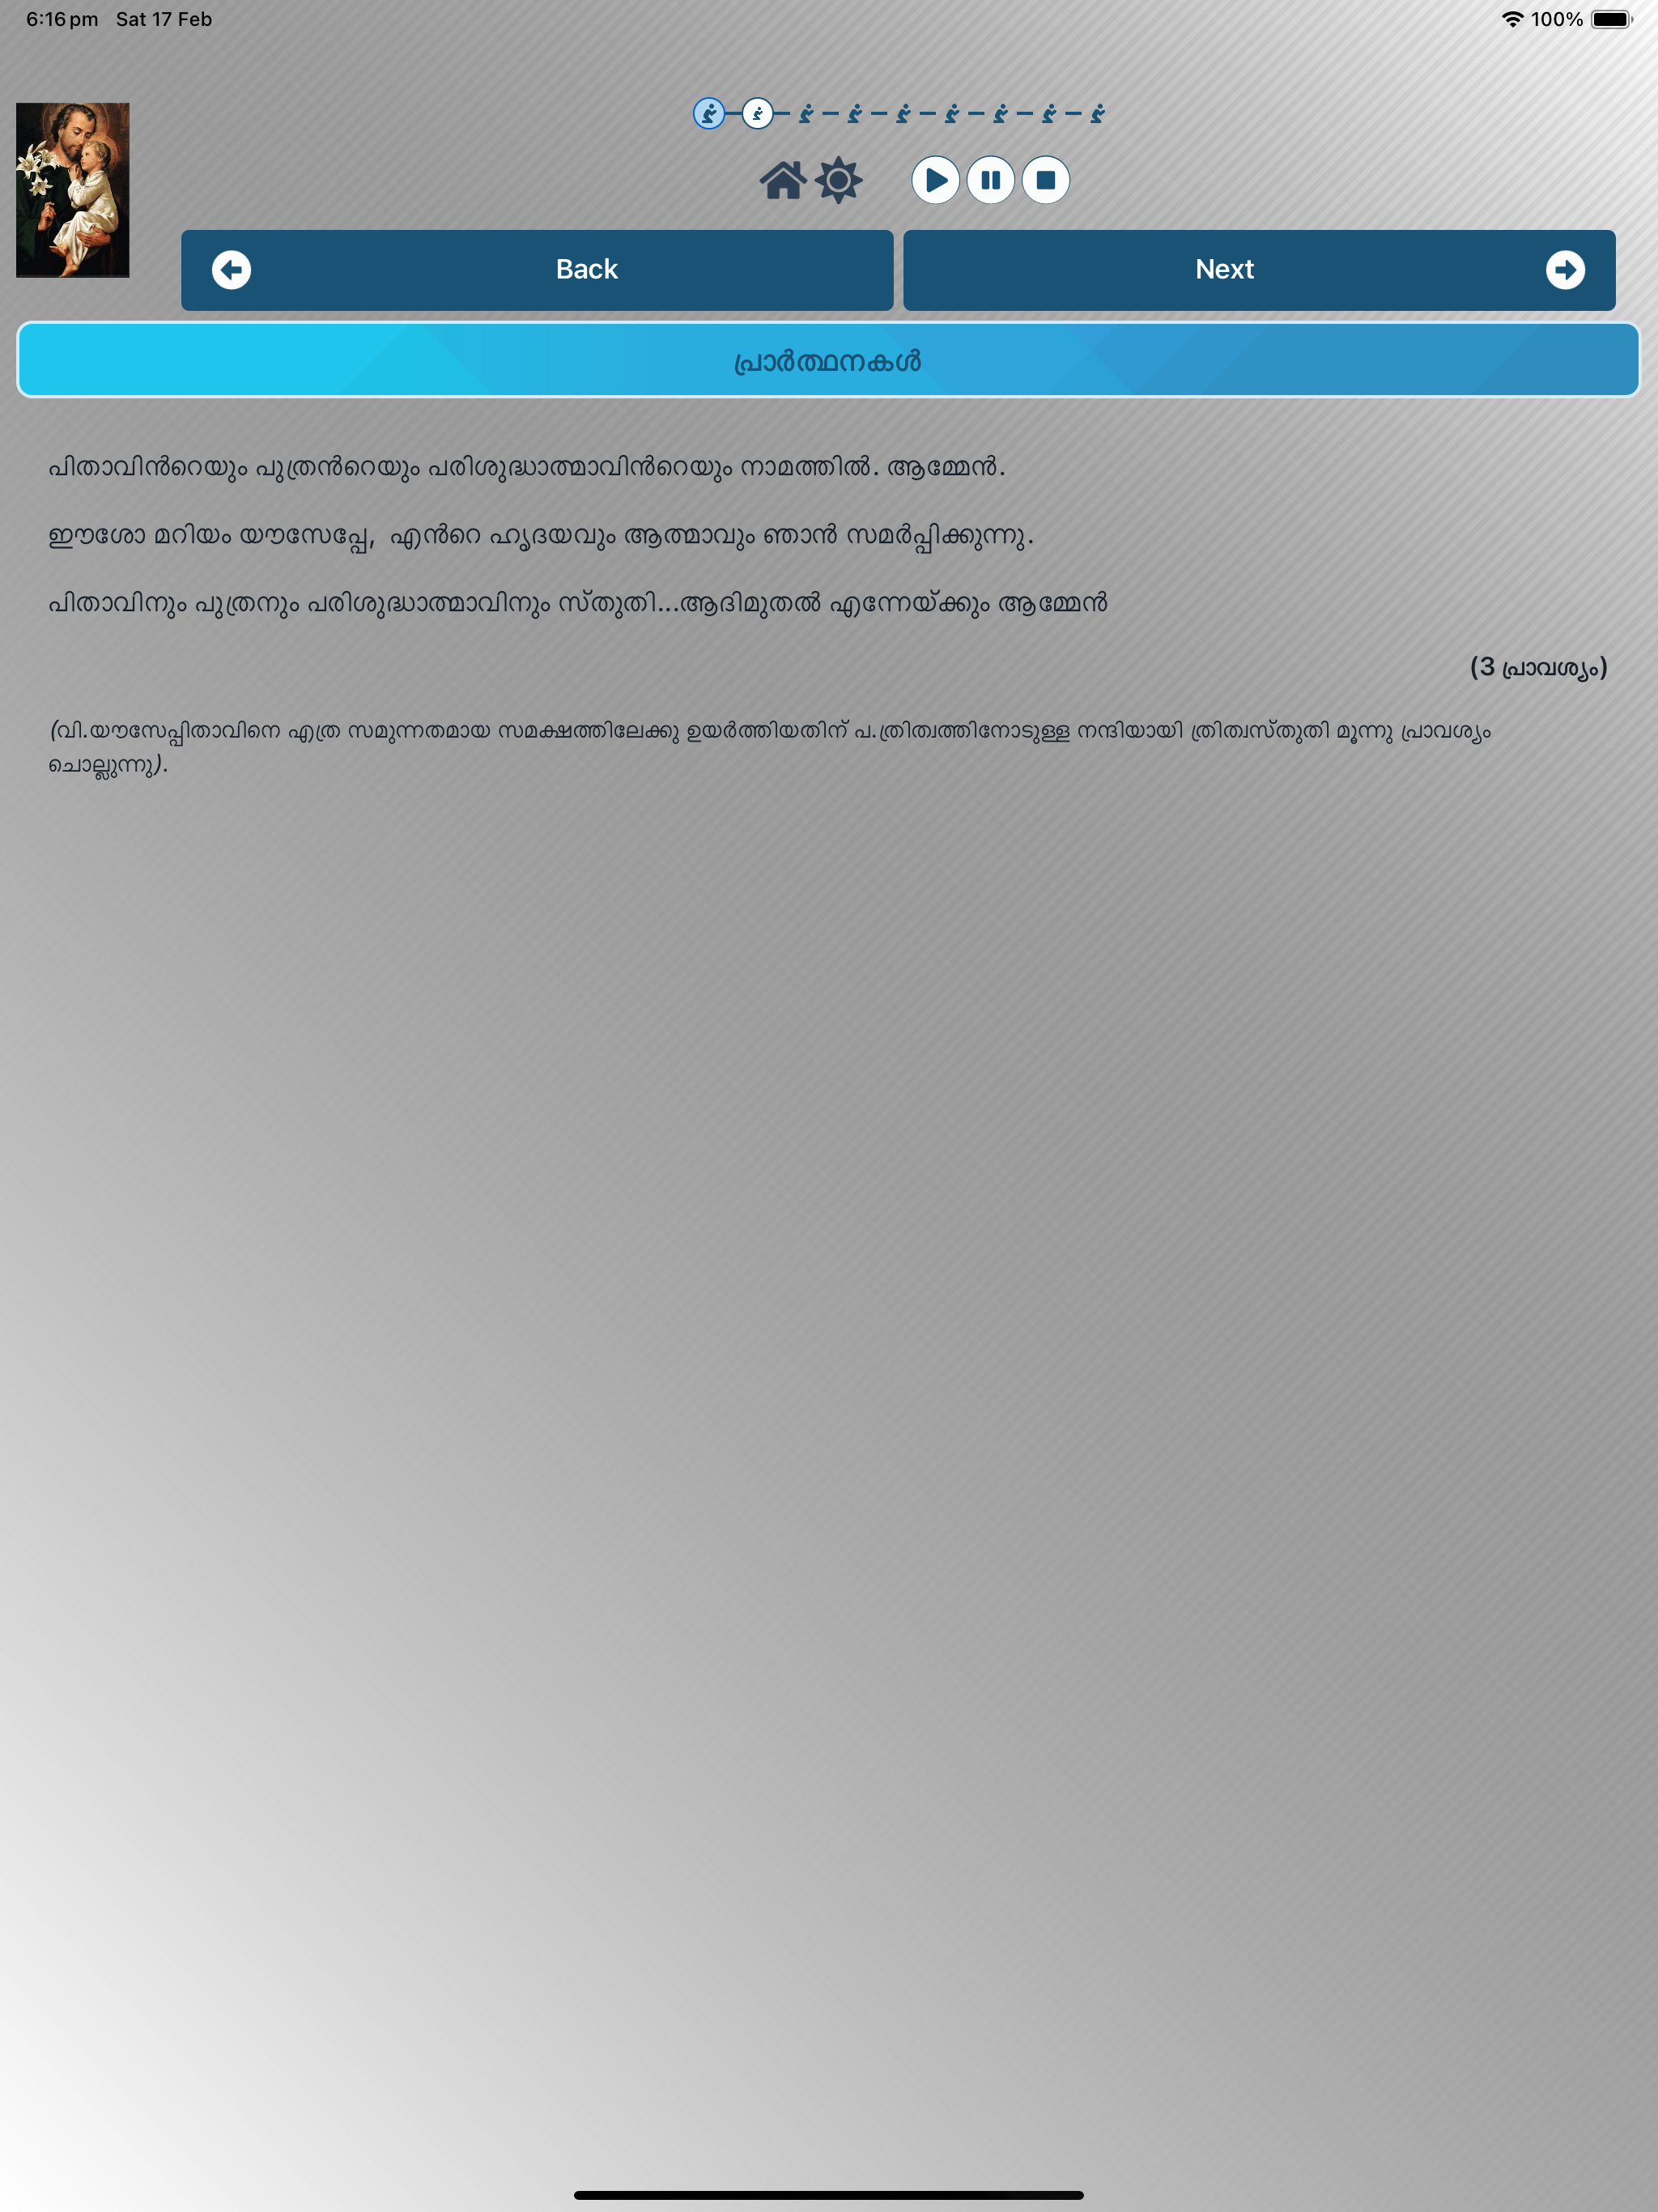 6:16 pm Sat 17 Feb
100%
Back
Next
പ്രാർത്ഥനകൾ
പിതാവിൻറെയും പുത്രൻറെയും പരിശുദ്ധാത്മാവിൻറെയും നാമത്തിൽ. ആമ്മേൻ.
ഈശോ മറിയം യൗസേപ്പേ, എൻറെ ഹൃദയവും ആത്മാവും ഞാൻ സമർപ്പിക്കുന്നു.
പിതാവിനും പുത്രനും പരിശുദ്ധാത്മാവിനും സ്തുതി...ആദിമുതൽ എന്നേയ്ക്കും ആമ്മേൻ
(3 പ്രാവശ്യം)
(വി.യൗസേപ്പിതാവിനെ എത്ര സമുന്നതമായ സമക്ഷത്തിലേക്കു ഉയർത്തിയതിന് പ.ത്രിത്വത്തിനോടുള്ള നന്ദിയായി ത്രിത്വസ്തുതി മൂന്നു പ്രാവശ്യം
ചൊല്ലുന്നു).